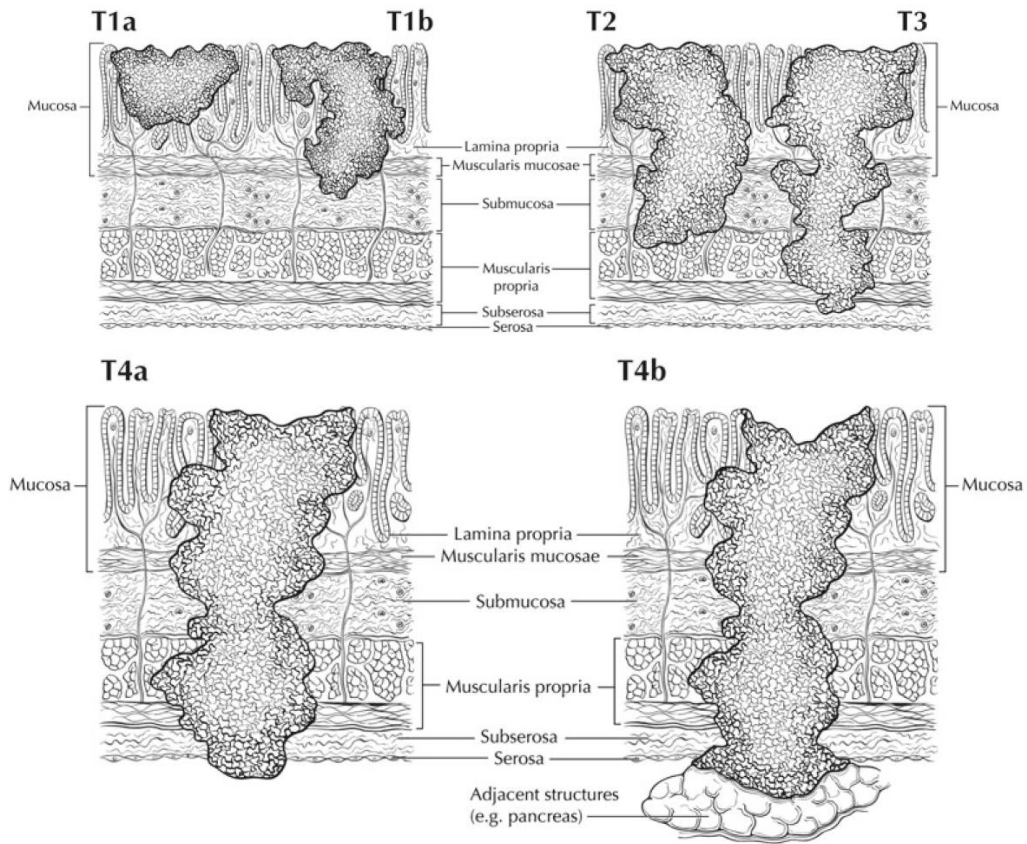 T1a
T1b
T2
T3
Mucosa
Mucosa
Lamina propria
Muscularis mucosae
Submucosa
Muscularis
propria
Subserosa
Serosa
T4a
T4b
Mucosa
Mucosa
Lamina propria
Muscularis mucosae
Submucosa
Muscularis propria
Subserosa
Serosa
Adjacent structures
(e.g. pancreas)